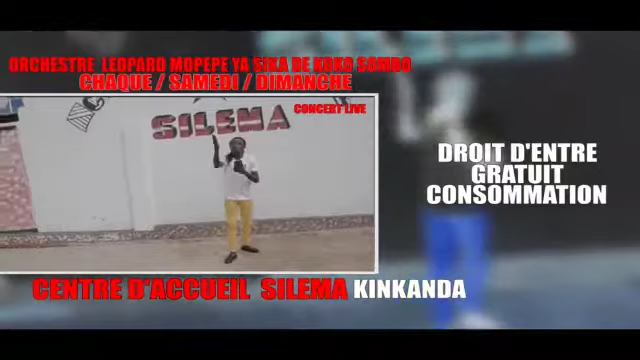 ORCHESTRE LEOPARD MOPEPE YA SIKA DE KOKO SOMBO
CHAQUE / SAMEDI / DIMANCHE
CONCERT LIVE
SILEMA
DROIT D'ENTRE
GRATUIT
CONSOMMATION
CENTRE D'ACCUEIL SILEMA KINKANDA